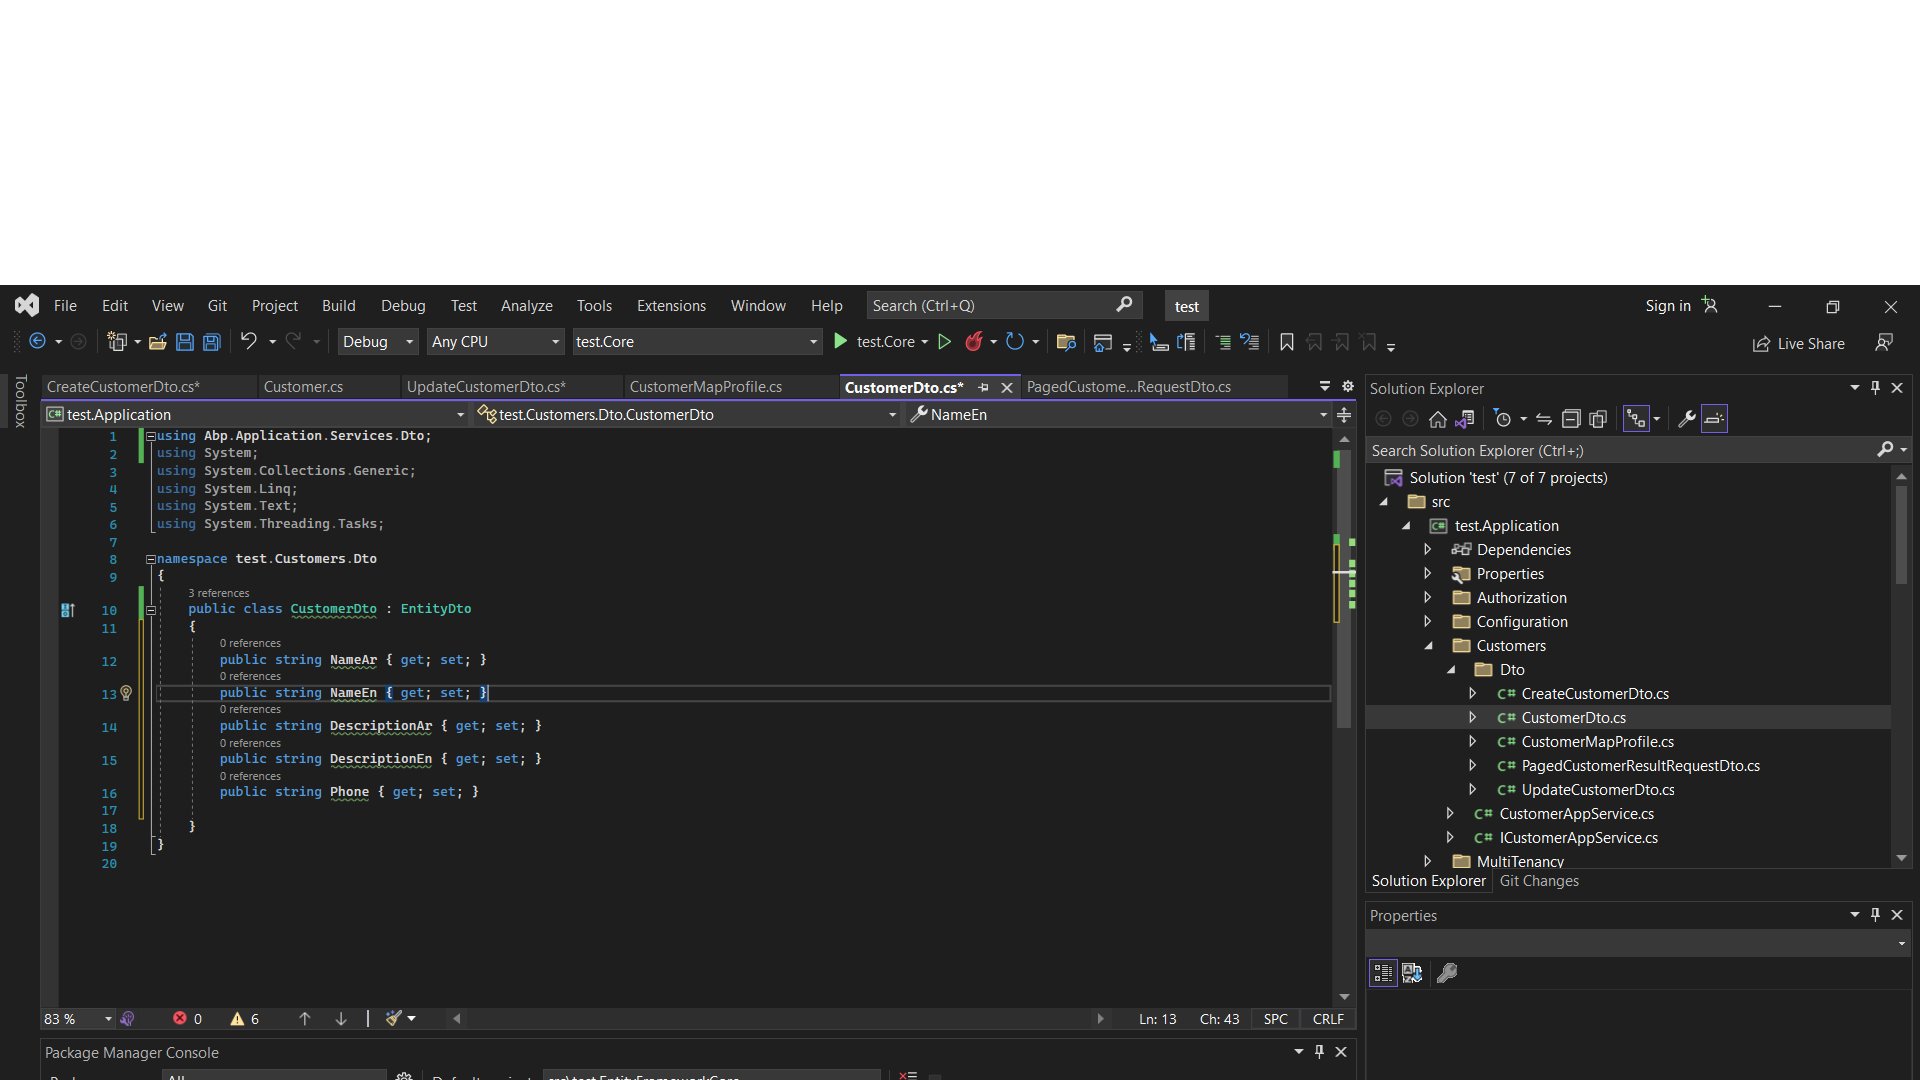 File Edit View Git Project Build Debug Test Analyze Tools Extensions Window Help Search (Ctrl+Q) test Sign in
Debug Any CPU test.Core test.Core Live Share
Toolbox
CreateCustomerDto.cs* Customer.cs UpdateCustomerDto.cs* CustomerMapProfile.cs CustomerDto.cs* PagedCustome...RequestDto.cs
test.Application test.Customers.Dto.CustomerDto NameEn
1 using Abp.Application.Services.Dto;
2 using System;
3 using System.Collections.Generic;
4 using System.Linq;
5 using System.Text;
6 using System.Threading.Tasks;
7
8 namespace test.Customers.Dto
9 {
3 references
10 public class CustomerDto : EntityDto
11 {
0 references
12 public string NameAr { get; set; }
0 references
13 public string NameEn { get; set; }
0 references
14 public string DescriptionAr { get; set; }
0 references
15 public string DescriptionEn { get; set; }
0 references
16 public string Phone { get; set; }
17
18 }
19 }
20
83 % 0 6 Ln: 13 Ch: 43 SPC CRLF
Package Manager Console
Solution Explorer
Search Solution Explorer (Ctrl+;)
Solution 'test' (7 of 7 projects)
src
test.Application
Dependencies
Properties
Authorization
Configuration
Customers
Dto
C# CreateCustomerDto.cs
C# CustomerDto.cs
C# CustomerMapProfile.cs
C# PagedCustomerResultRequestDto.cs
C# UpdateCustomerDto.cs
C# CustomerAppService.cs
C# ICustomerAppService.cs
MultiTenancy
Solution Explorer Git Changes
Properties